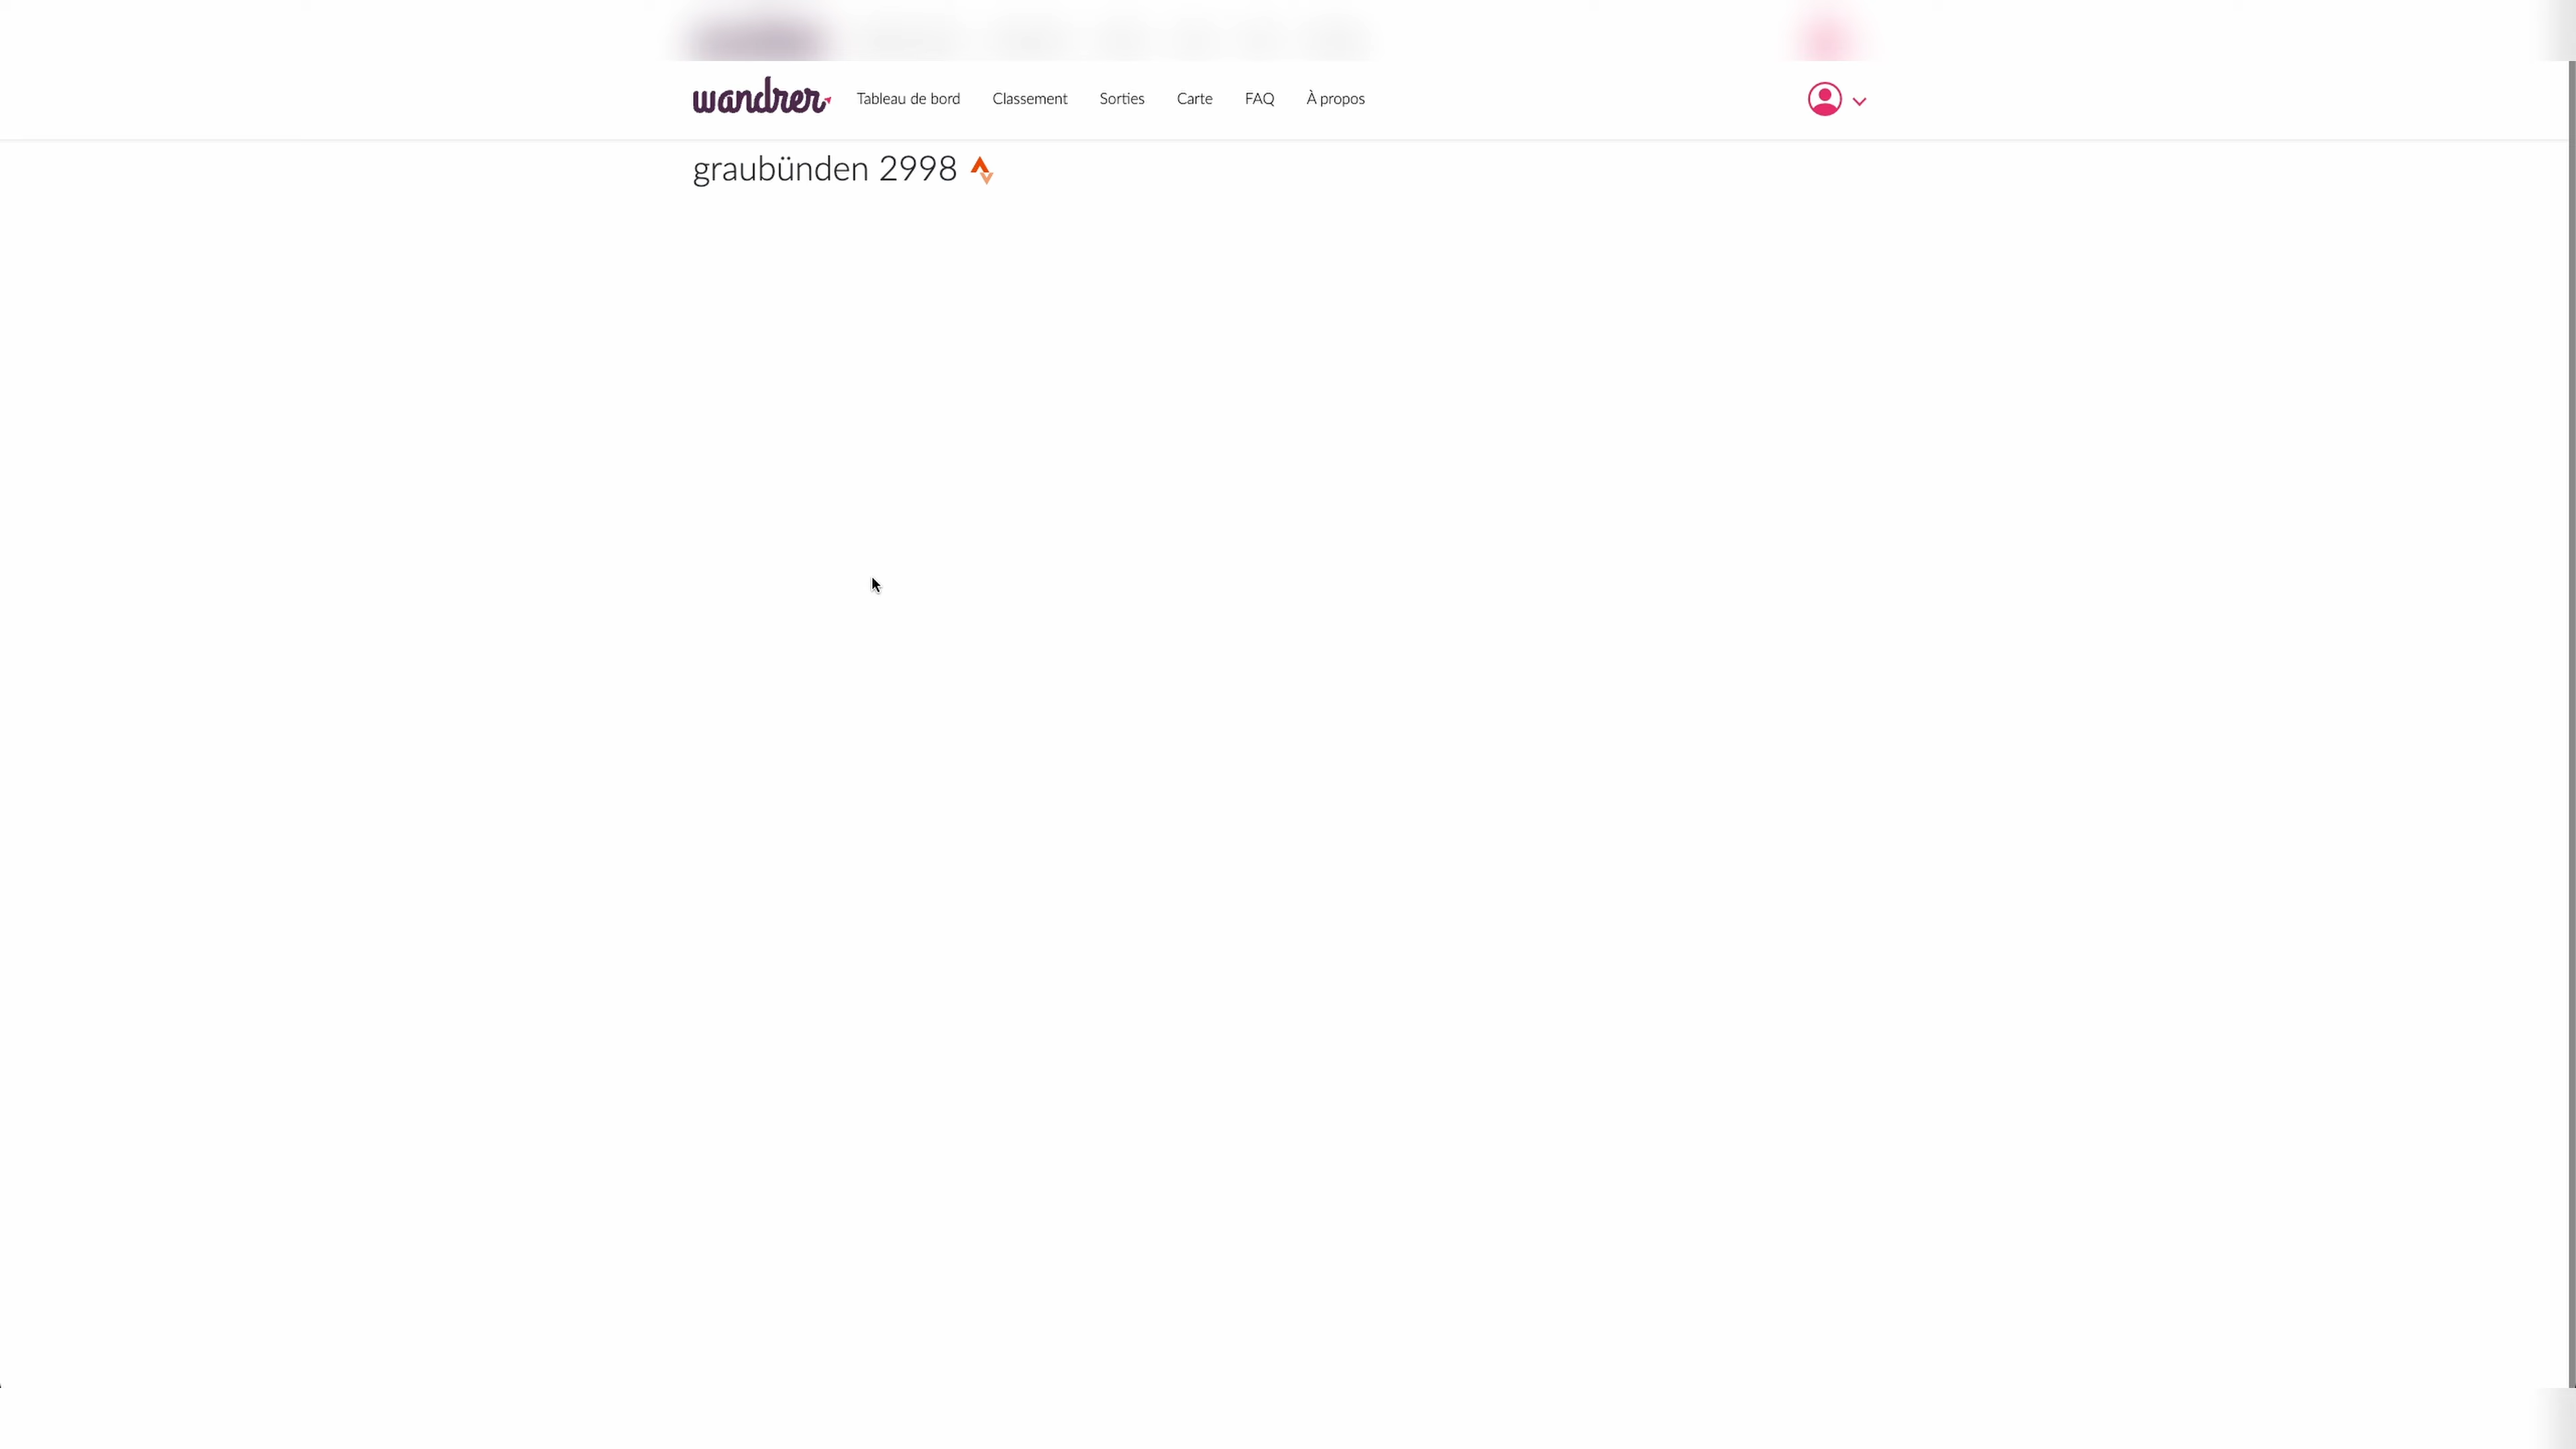 wandrer
Tableau de bord
Classement
Sorties
Carte
FAQ
À propos
graubünden 2998